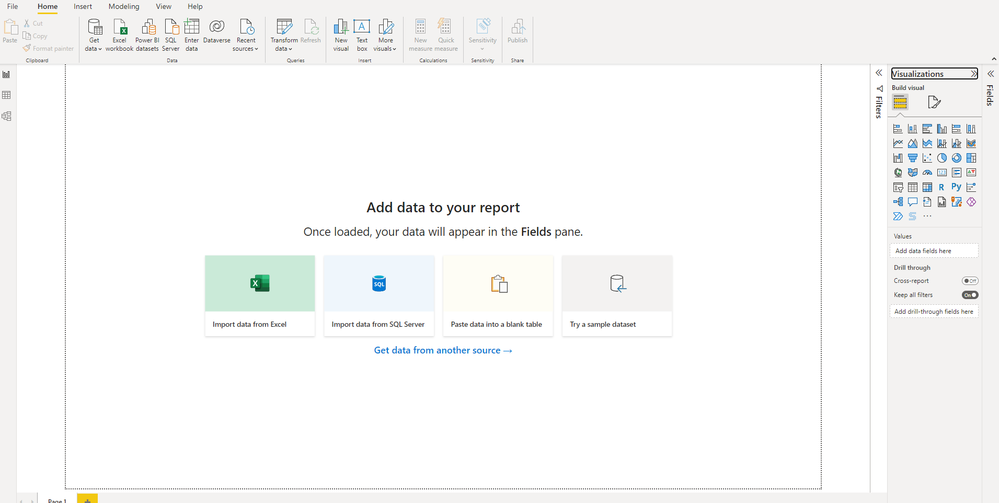 File Home Insert Modeling View Help
Paste
Cut
Copy
Format painter
Clipboard
Get data
Excel workbook
Power BI datasets
SQL Server
Enter data
Dataverse
Recent sources
Data
Transform data
Refresh
Queries
New visual
A
Text box
More visuals
Insert
New measure
Quick measure
Calculations
Sensitivity
Sensitivity
Publish
Share
Filters
Visualizations
Build visual
Fields
123
R Py
Values
Add data fields here
Drill through
Cross-report Off
Keep all filters On
Add drill-through fields here
Add data to your report
Once loaded, your data will appear in the Fields pane.
X
SQL
Import data from Excel
Import data from SQL Server
Paste data into a blank table
Try a sample dataset
Get data from another source →
Page 1
+